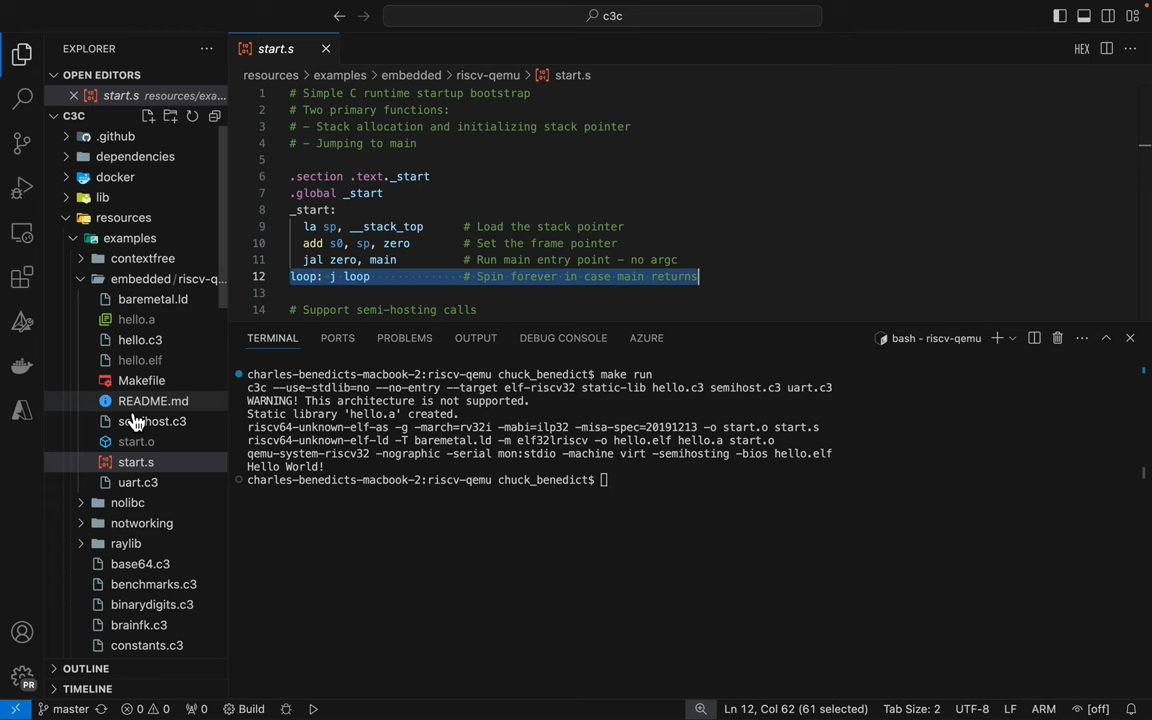 c3c
EXPLORER
OPEN EDITORS
start.s resources/exa...
C3C
.github
dependencies
docker
lib
resources
examples
contextfree
embedded / riscv-q...
baremetal.ld
hello.a
hello.c3
hello.elf
Makefile
README.md
semihost.c3
start.o
start.s
uart.c3
nolibc
notworking
raylib
base64.c3
benchmarks.c3
binarydigits.c3
brainfk.c3
constants.c3
OUTLINE
TIMELINE
start.s
HEX
resources > examples > embedded > riscv-qemu > start.s
1 # Simple C runtime startup bootstrap
2 # Two primary functions:
3 # - Stack allocation and initializing stack pointer
4 # - Jumping to main
5
6 .section .text._start
7 .global _start
8 _start:
9 la sp, __stack_top # Load the stack pointer
10 add s0, sp, zero # Set the frame pointer
11 jal zero, main # Run main entry point - no argc
12 loop: j loop # Spin forever in case main returns
13
14 # Support semi-hosting calls
TERMINAL PORTS PROBLEMS OUTPUT DEBUG CONSOLE AZURE
bash - riscv-qemu
charles-benedicts-macbook-2:riscv-qemu chuck_benedict$ make run
c3c --use-stdlib=no --no-entry --target elf-riscv32 static-lib hello.c3 semihost.c3 uart.c3
WARNING! This architecture is not supported.
Static library 'hello.a' created.
riscv64-unknown-elf-as -g -march=rv32i -mabi=ilp32 -misa-spec=20191213 -o start.o start.s
riscv64-unknown-elf-ld -T baremetal.ld -m elf32lriscv -o hello.elf hello.a start.o
qemu-system-riscv32 -nographic -serial mon:stdio -machine virt -semihosting -bios hello.elf
Hello World!
charles-benedicts-macbook-2:riscv-qemu chuck_benedict$
PR
master 0 0 0 Build Ln 12, Col 62 (61 selected) Tab Size: 2 UTF-8 LF ARM [off]